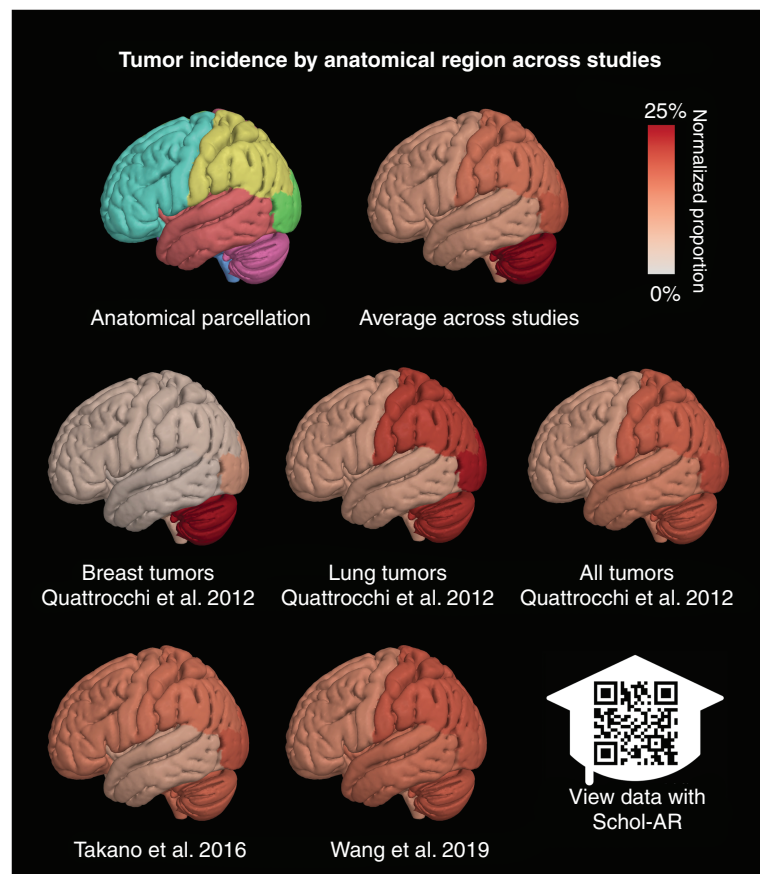 Tumor incidence by anatomical region across studies
25%
Normalized proportion
0%
Anatomical parcellation
Average across studies
Breast tumors
Quattrocchi et al. 2012
Lung tumors
Quattrocchi et al. 2012
All tumors
Quattrocchi et al. 2012
Takano et al. 2016
Wang et al. 2019
View data with
Schol-AR